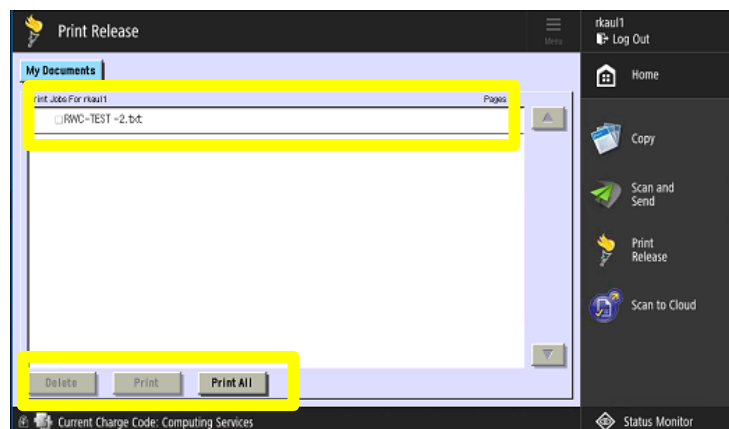 Print Release
Menu
rkaul1
Log Out
My Documents
Print Jobs For rkaul1 Pages
RWC-TEST -2.txt
Home
Copy
Scan and
Send
Print
Release
Scan to Cloud
Delete Print Print All
Current Charge Code: Computing Services
Status Monitor